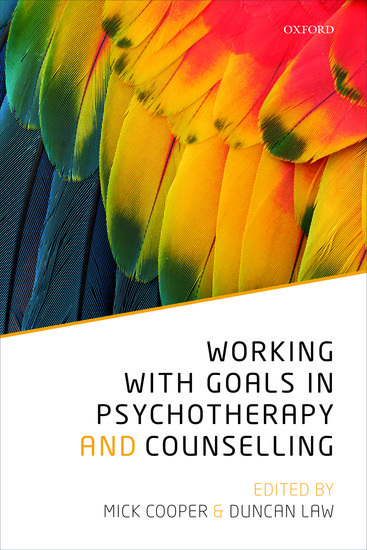 OXFORD
WORKING
WITH GOALS IN
PSYCHOTHERAPY
AND COUNSELLING
EDITED BY
MICK COOPER & DUNCAN LAW